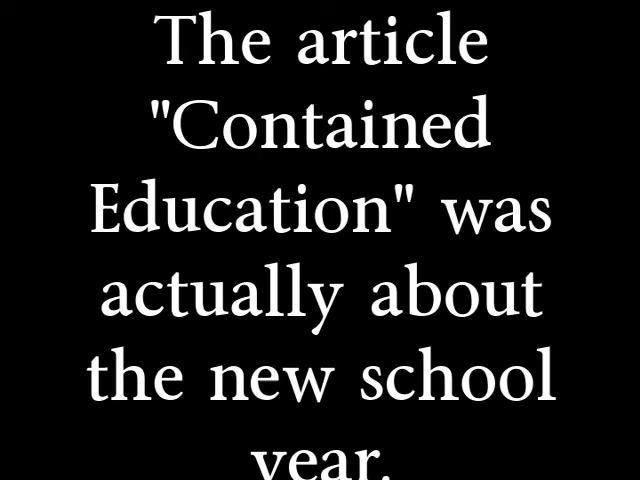 The article
"Contained
Education" was
actually about
the new school
year.